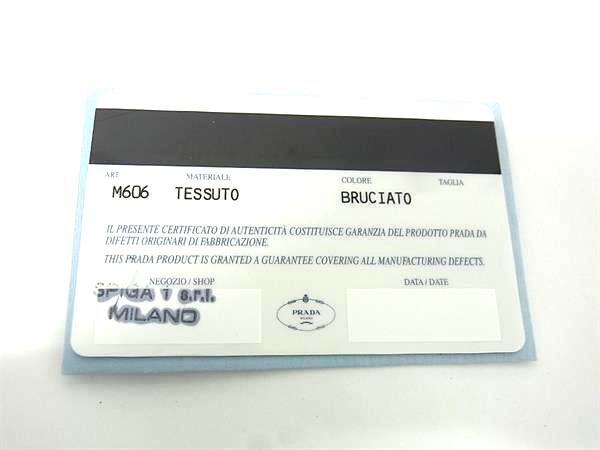 ART
MATERIALE
COLORE
TAGLIA
M606 TESSUTO BRUCIATO
IL PRESENTE CERTIFICATO DI AUTENTICITÀ COSTITUISCE GARANZIA DEL PRODOTTO PRADA DA
DIFETTI ORIGINARI DI FABBRICAZIONE.
THIS PRADA PRODUCT IS GRANTED A GUARANTEE COVERING ALL MANUFACTURING DEFECTS.
NEGOZIO / SHOP
DATA / DATE
SPIGA 1 s.r.l.
MILANO
PRADA
MILANO